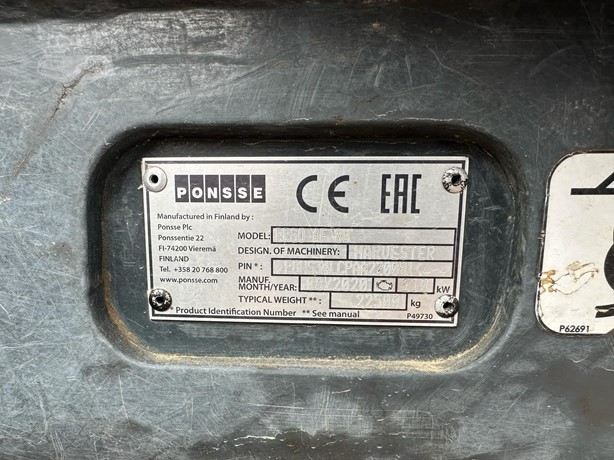 PONSSE
CE EAC
Manufactured in Finland by :
Ponsse Plc
Ponssentie 22
FI-74200 Vieremä
FINLAND
Tel. +358 20 768 800
www.ponsse.com
MODEL:
DESIGN. OF MACHINERY: HARVESTER
PIN * :
MANUF. MONTH/YEAR: /2020 kW
TYPICAL WEIGHT ** : kg
* Product Identification Number ** See manual
P49730
P62691